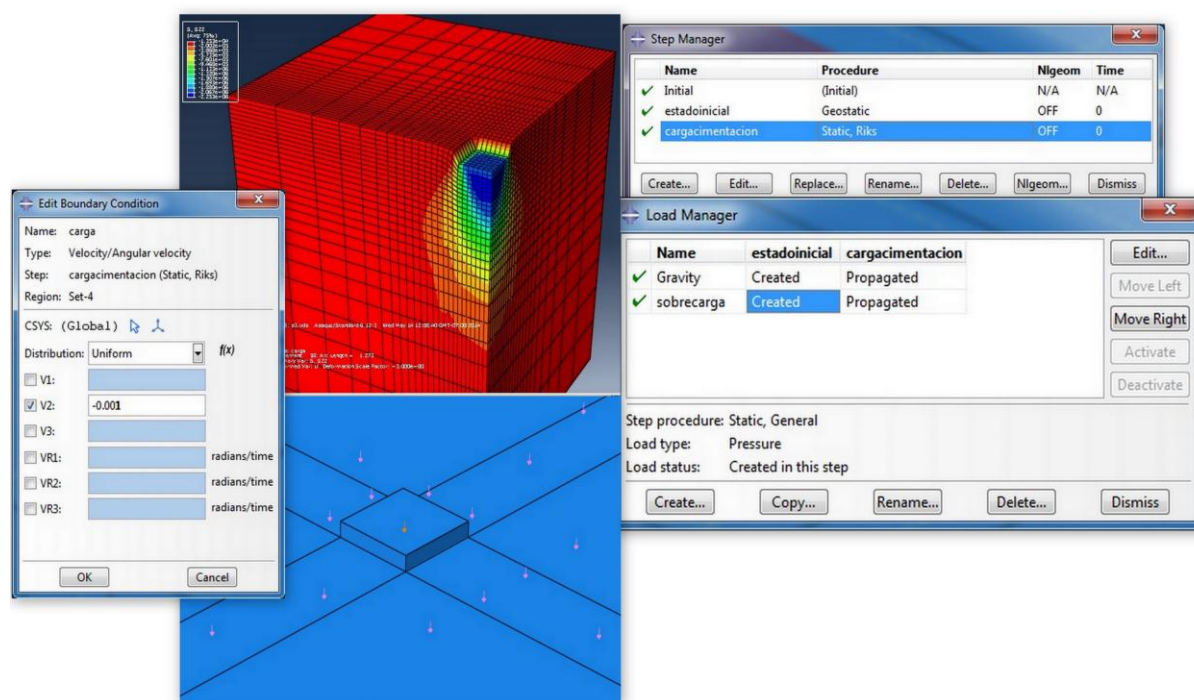 S, S22
(Avg: 75%)
Step Manager
Name Procedure Nlgeom Time
Initial (Initial) N/A N/A
estadoinicial Geostatic OFF 0
cargacimentacion Static, Riks OFF 0
Create... Edit... Replace... Rename... Delete... Nlgeom... Dismiss
Edit Boundary Condition
Name: carga
Type: Velocity/Angular velocity
Step: cargacimentacion (Static, Riks)
Region: Set-4
CSYS: (Global)
Distribution: Uniform f(x)
V1:
V2: -0.001
V3:
VR1: radians/time
VR2: radians/time
VR3: radians/time
OK Cancel
Load Manager
Name estadoinicial cargacimentacion
Gravity Created Propagated
sobrecarga Created Propagated
Edit...
Move Left
Move Right
Activate
Deactivate
Step procedure: Static, General
Load type: Pressure
Load status: Created in this step
Create... Copy... Rename... Delete... Dismiss